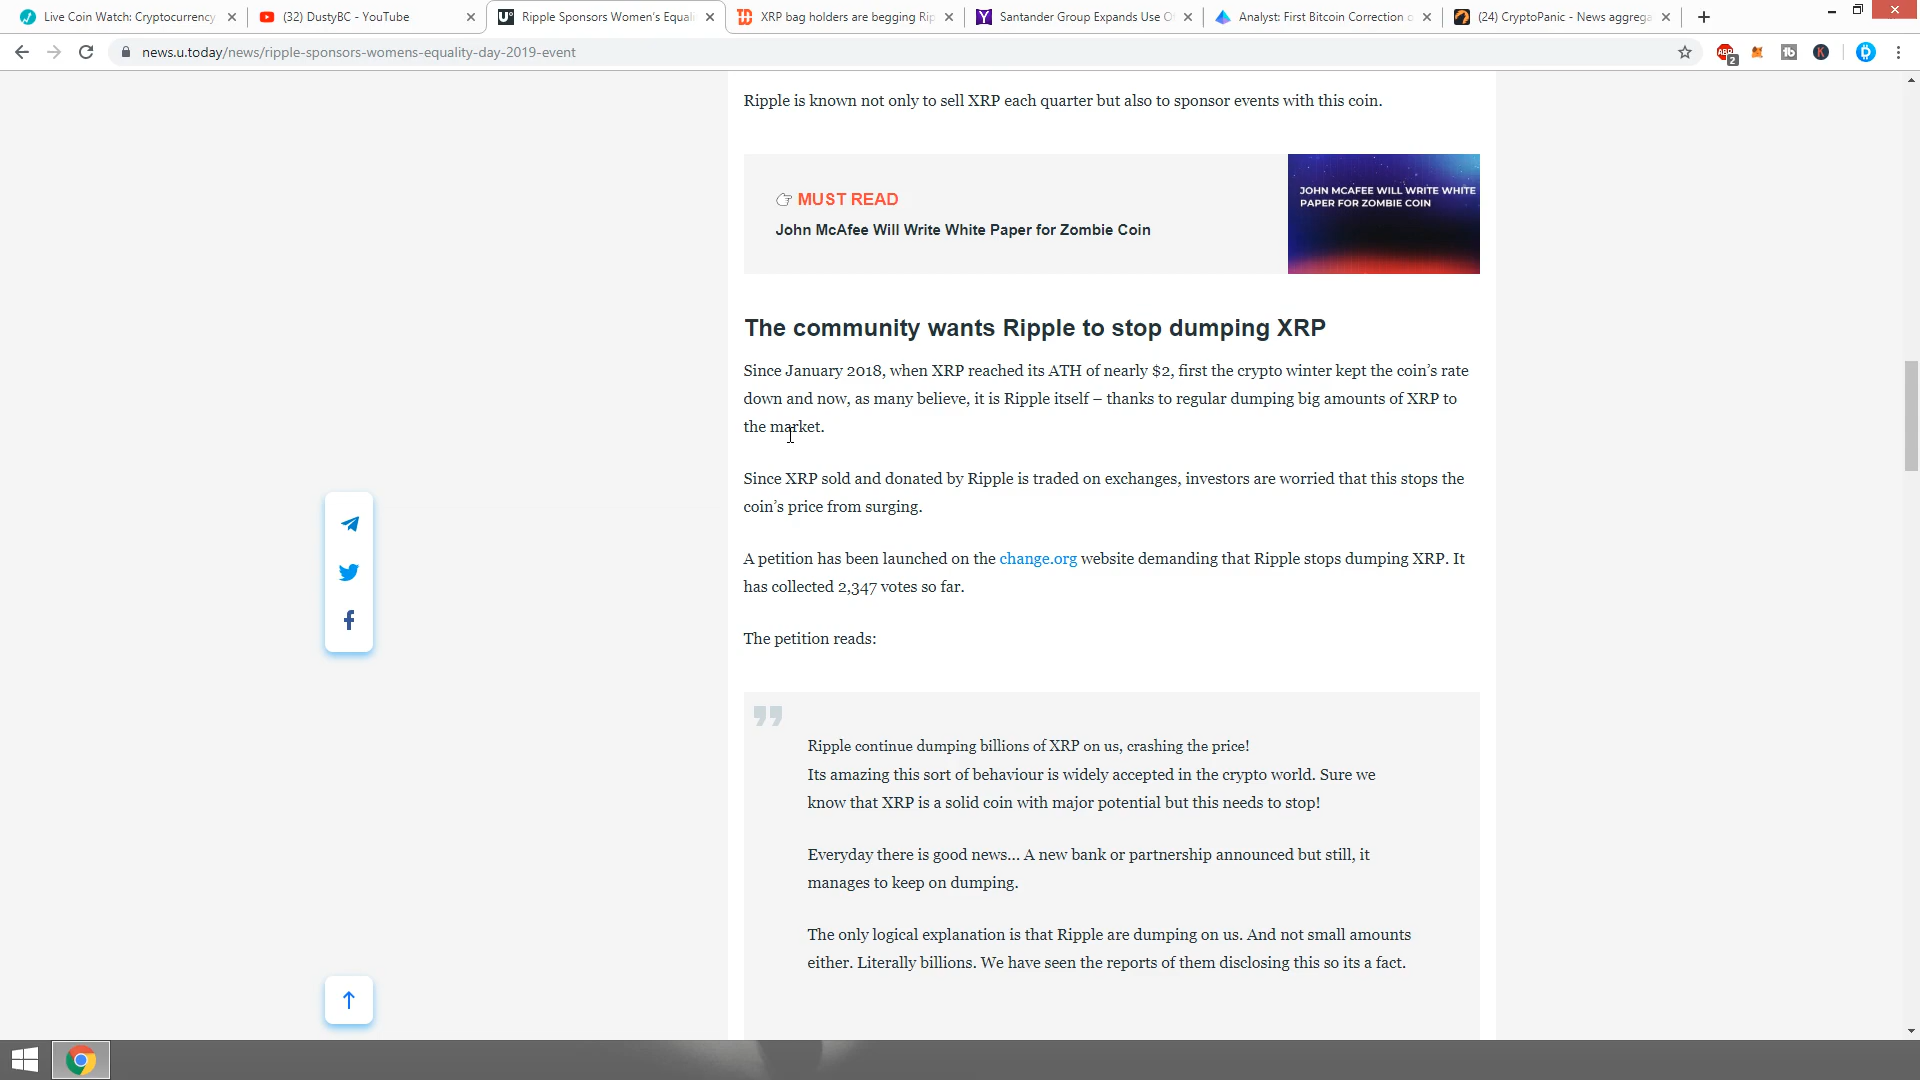 Live Coin Watch: Cryptocurrency
(32) DustyBC - YouTube
Ripple Sponsors Women's Equal
XRP bag holders are begging Rip
Santander Group Expands Use O
Analyst: First Bitcoin Correction o
(24) CryptoPanic - News aggrega
news.u.today/news/ripple-sponsors-womens-equality-day-2019-event
ABP
2
tb
K
Ripple is known not only to sell XRP each quarter but also to sponsor events with this coin.
MUST READ
John McAfee Will Write White Paper for Zombie Coin
JOHN MCAFEE WILL WRITE WHITE
PAPER FOR ZOMBIE COIN
The community wants Ripple to stop dumping XRP
Since January 2018, when XRP reached its ATH of nearly $2, first the crypto winter kept the coin’s rate
down and now, as many believe, it is Ripple itself – thanks to regular dumping big amounts of XRP to
the market.
Since XRP sold and donated by Ripple is traded on exchanges, investors are worried that this stops the
coin’s price from surging.
A petition has been launched on the change.org website demanding that Ripple stops dumping XRP. It
has collected 2,347 votes so far.
The petition reads:
Ripple continue dumping billions of XRP on us, crashing the price!
Its amazing this sort of behaviour is widely accepted in the crypto world. Sure we
know that XRP is a solid coin with major potential but this needs to stop!
Everyday there is good news... A new bank or partnership announced but still, it
manages to keep on dumping.
The only logical explanation is that Ripple are dumping on us. And not small amounts
either. Literally billions. We have seen the reports of them disclosing this so its a fact.